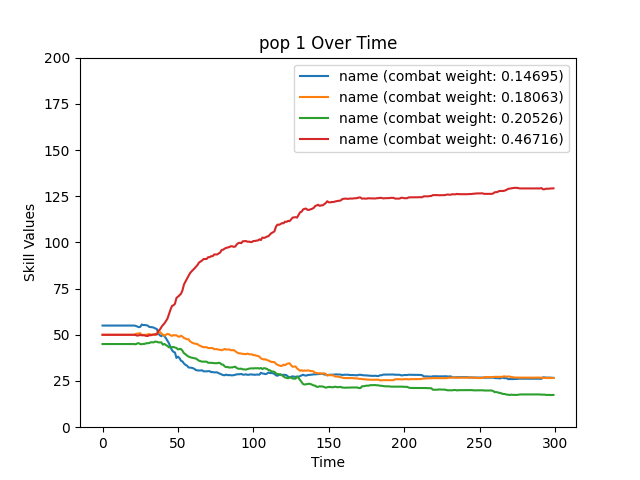 pop 1 Over Time
name (combat weight: 0.14695)
name (combat weight: 0.18063)
name (combat weight: 0.20526)
name (combat weight: 0.46716)
200
175
150
125
100
75
50
25
0
Skill Values
0 50 100 150 200 250 300
Time